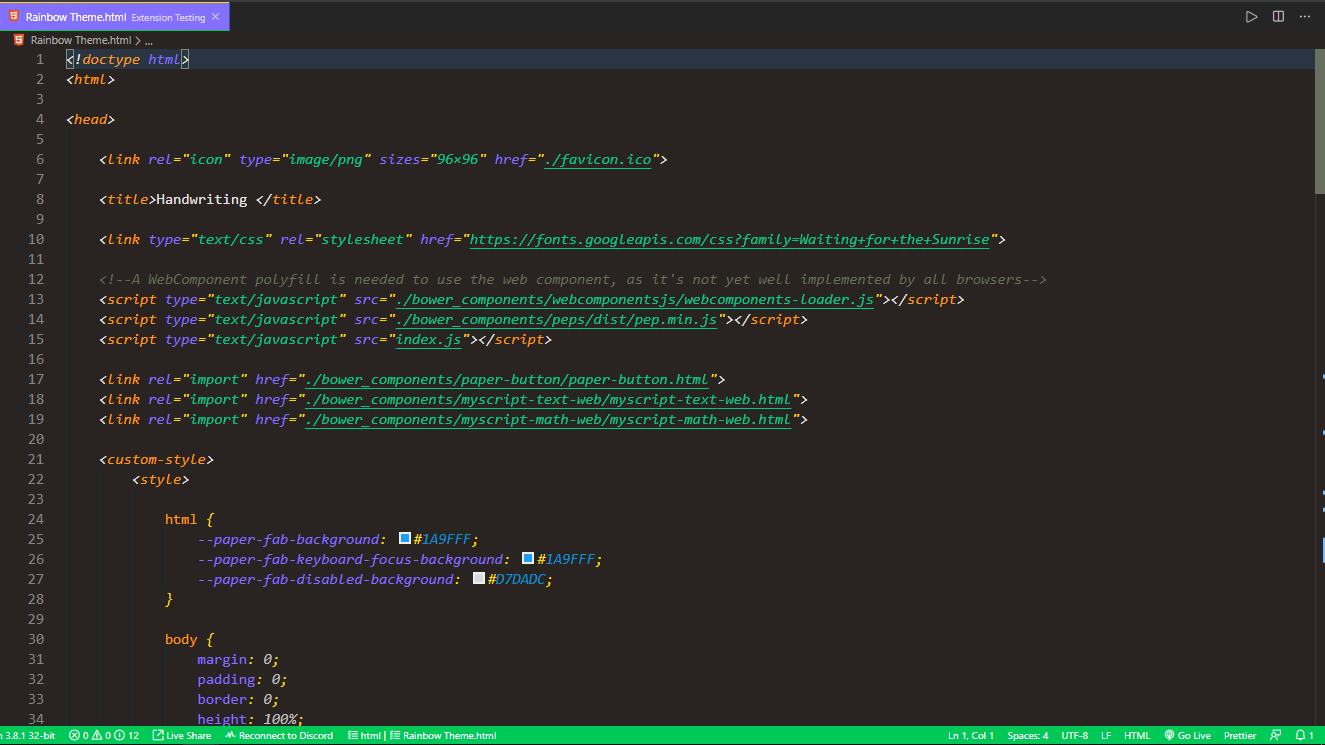 Rainbow Theme.html Extension Testing
Rainbow Theme.html > ...
1 <!doctype html>
2 <html>
3
4 <head>
5
6 <link rel="icon" type="image/png" sizes="96×96" href="./favicon.ico">
7
8 <title>Handwriting </title>
9
10 <link type="text/css" rel="stylesheet" href="https://fonts.googleapis.com/css?family=Waiting+for+the+Sunrise">
11
12 <!--A WebComponent polyfill is needed to use the web component, as it's not yet well implemented by all browsers-->
13 <script type="text/javascript" src="./bower_components/webcomponentsjs/webcomponents-loader.js"></script>
14 <script type="text/javascript" src="./bower_components/peps/dist/pep.min.js"></script>
15 <script type="text/javascript" src="index.js"></script>
16
17 <link rel="import" href="./bower_components/paper-button/paper-button.html">
18 <link rel="import" href="./bower_components/myscript-text-web/myscript-text-web.html">
19 <link rel="import" href="./bower_components/myscript-math-web/myscript-math-web.html">
20
21 <custom-style>
22 <style>
23
24 html {
25 --paper-fab-background: #1A9FFF;
26 --paper-fab-keyboard-focus-background: #1A9FFF;
27 --paper-fab-disabled-background: #D7DADC;
28 }
29
30 body {
31 margin: 0;
32 padding: 0;
33 border: 0;
34 height: 100%;
n 3.8.1 32-bit 0 0 12 Live Share Reconnect to Discord html | Rainbow Theme.html Ln 1, Col 1 Spaces: 4 UTF-8 LF HTML Go Live Prettier 1